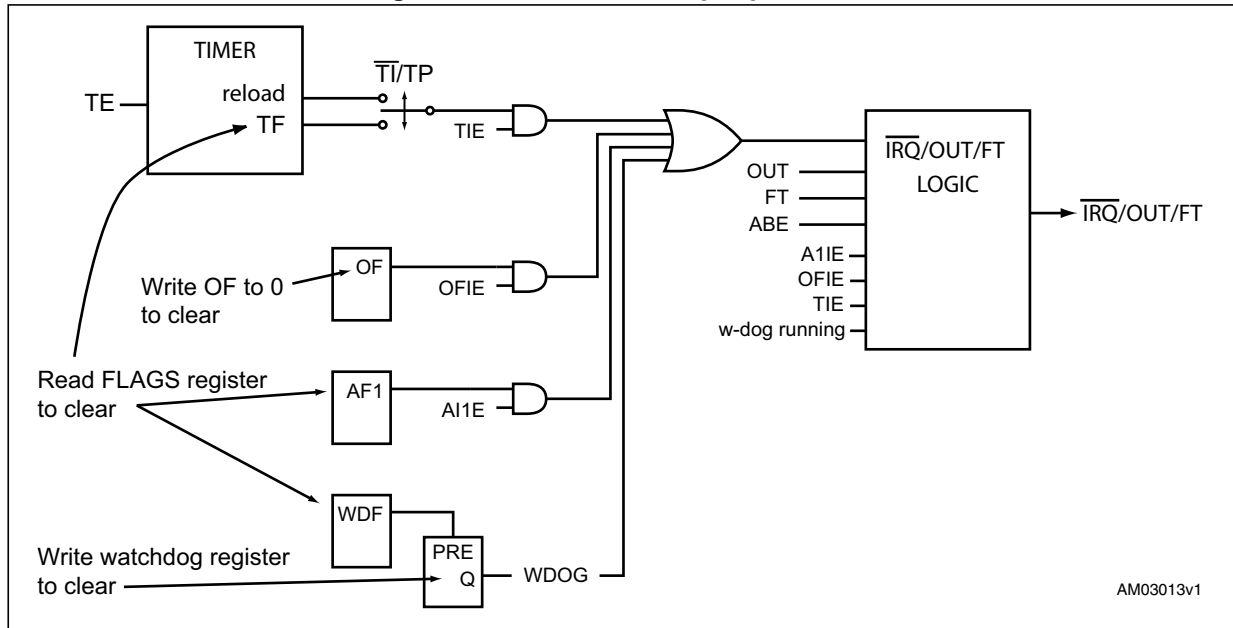 TIMER
TE
reload
TF
TI/TP
TIE
OUT
FT
ABE
A1IE
OFIE
TIE
w-dog running
IRQ/OUT/FT
LOGIC
IRQ/OUT/FT
Write OF to 0
to clear
OF
OFIE
Read FLAGS register
to clear
AF1
AI1E
WDF
Write watchdog register
to clear
PRE
Q
WDOG
AM03013v1